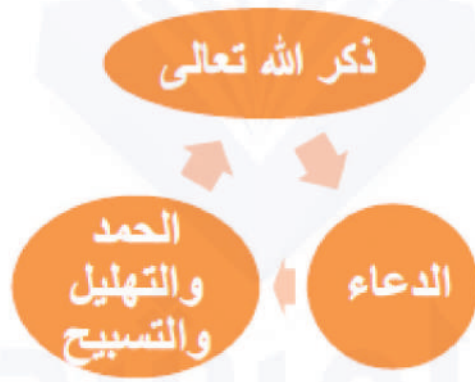 ذكر الله تعالى
الدعاء
الحمد
والتهليل
والتسبيح